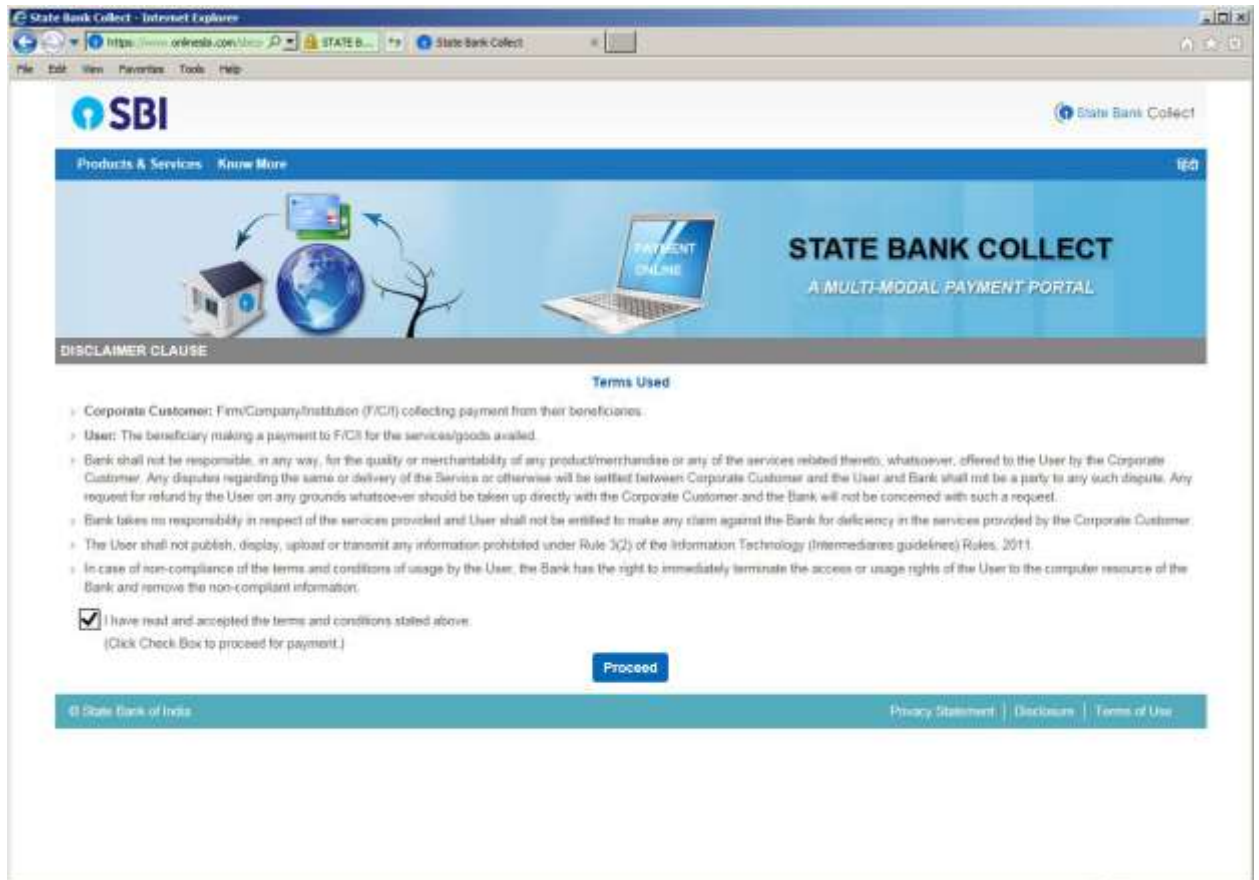 State Bank Collect - Internet Explorer
STATE B...
State Bank Collect
File Edit View Favorites Tools Help
SBI
State Bank Collect
Products & Services Know More
हिंदी
PAYMENT
ONLINE
STATE BANK COLLECT
A MULTI-MODAL PAYMENT PORTAL
DISCLAIMER CLAUSE
Terms Used
Corporate Customer: Firm/Company/Institution (F/C/I) collecting payment from their beneficiaries.
User: The beneficiary making a payment to F/C/I for the services/goods availed.
Bank shall not be responsible, in any way, for the quality or merchantability of any product/merchandise or any of the services related thereto, whatsoever, offered to the User by the Corporate
Customer. Any disputes regarding the same or delivery of the Service or otherwise will be settled between Corporate Customer and the User and Bank shall not be a party to any such dispute. Any
request for refund by the User on any grounds whatsoever should be taken up directly with the Corporate Customer and the Bank will not be concerned with such a request.
Bank takes no responsibility in respect of the services provided and User shall not be entitled to make any claim against the Bank for deficiency in the services provided by the Corporate Customer.
The User shall not publish, display, upload or transmit any information prohibited under Rule 3(2) of the Information Technology (Intermediaries guidelines) Rules, 2011.
In case of non-compliance of the terms and conditions of usage by the User, the Bank has the right to immediately terminate the access or usage rights of the User to the computer resource of the
Bank and remove the non-compliant information.
I have read and accepted the terms and conditions stated above.
(Click Check Box to proceed for payment.)
Proceed
© State Bank of India
Privacy Statement | Disclosure | Terms of Use